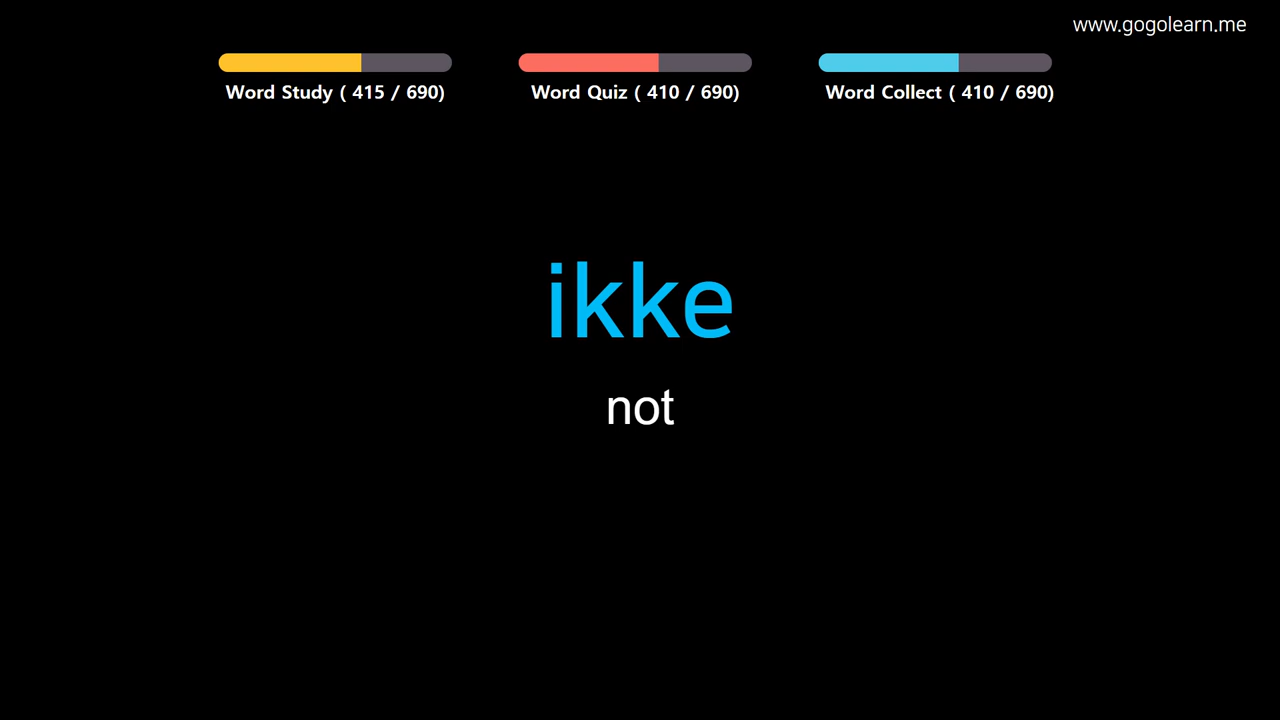 www.gogolearn.me
Word Study ( 415 / 690)
Word Quiz ( 410 / 690)
Word Collect ( 410 / 690)
ikke
not